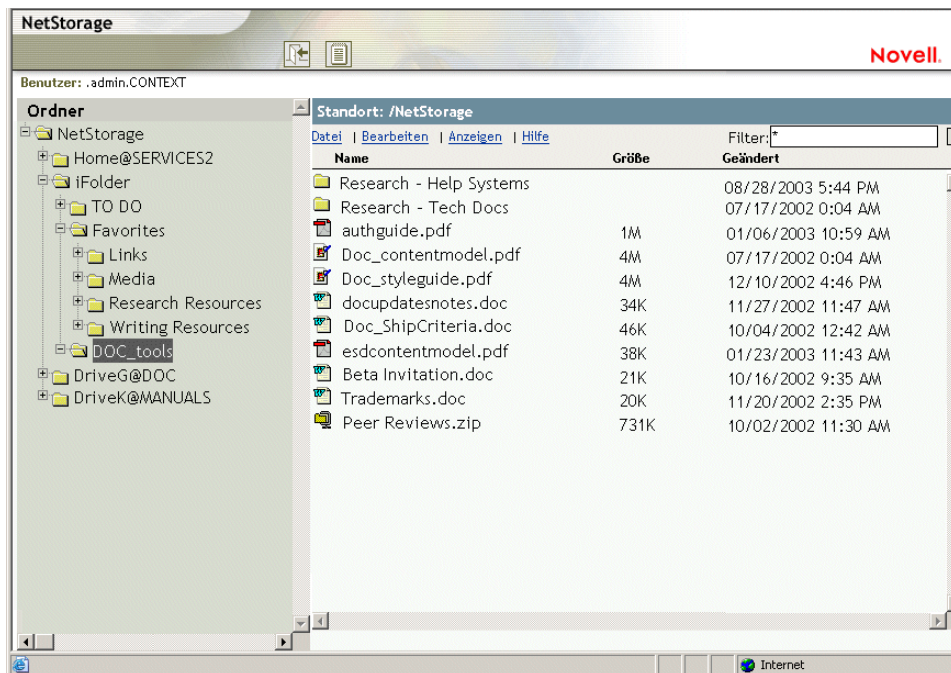 NetStorage
Novell.
Benutzer: .admin.CONTEXT
Ordner
NetStorage
Home@SERVICES2
iFolder
TO DO
Favorites
Links
Media
Research Resources
Writing Resources
DOC_tools
DriveG@DOC
DriveK@MANUALS
Standort: /NetStorage
Datei | Bearbeiten | Anzeigen | Hilfe Filter: *
Name Größe Geändert
Research - Help Systems 08/28/2003 5:44 PM
Research - Tech Docs 07/17/2002 0:04 AM
authguide.pdf 1M 01/06/2003 10:59 AM
Doc_contentmodel.pdf 4M 07/17/2002 0:04 AM
Doc_styleguide.pdf 4M 12/10/2002 4:46 PM
docupdatesnotes.doc 34K 11/27/2002 11:47 AM
Doc_ShipCriteria.doc 46K 10/04/2002 12:42 AM
esdcontentmodel.pdf 38K 01/23/2003 11:43 AM
Beta Invitation.doc 21K 10/16/2002 9:35 AM
Trademarks.doc 20K 11/20/2002 2:35 PM
Peer Reviews.zip 731K 10/02/2002 11:30 AM
Internet